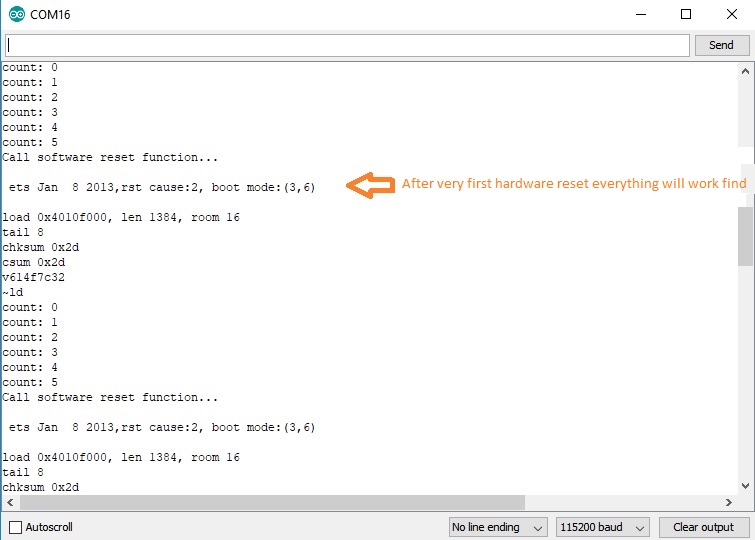 COM16
Send
count: 0
count: 1
count: 2
count: 3
count: 4
count: 5
Call software reset function...
ets Jan  8 2013,rst cause:2, boot mode:(3,6)
After very first hardware reset everything will work find
load 0x4010f000, len 1384, room 16
tail 8
chksum 0x2d
csum 0x2d
v614f7c32
~ld
count: 0
count: 1
count: 2
count: 3
count: 4
count: 5
Call software reset function...
ets Jan  8 2013,rst cause:2, boot mode:(3,6)
load 0x4010f000, len 1384, room 16
tail 8
chksum 0x2d
Autoscroll
No line ending
115200 baud
Clear output